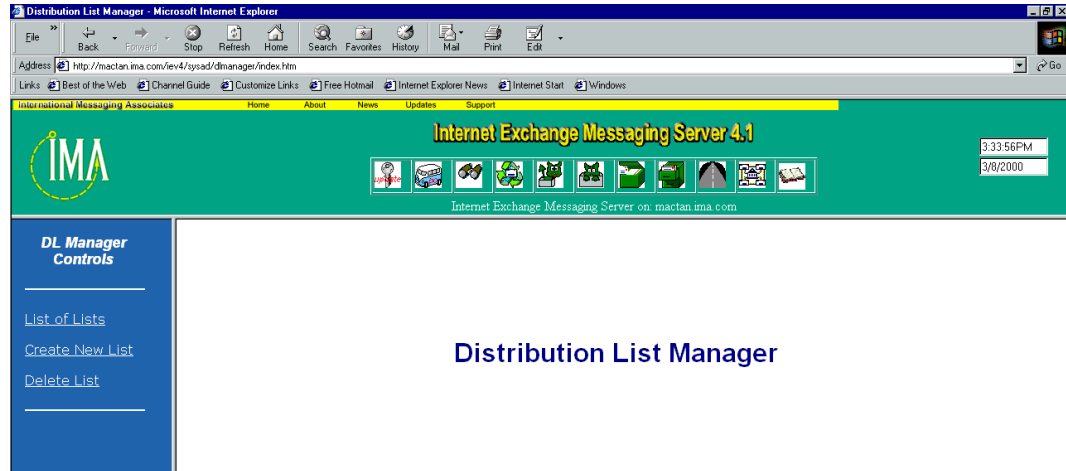 Distribution List Manager - Microsoft Internet Explorer
File Back Forward Stop Refresh Home Search Favorites History Mail Print Edit
Address http://mactan.ima.com/iev4/sysad/dlmanager/index.htm Go
Links Best of the Web Channel Guide Customize Links Free Hotmail Internet Explorer News Internet Start Windows
International Messaging Associates Home About News Updates Support
Internet Exchange Messaging Server 4.1
IMA
update
3:33:56PM
3/8/2000
Internet Exchange Messaging Server on: mactan.ima.com
DL Manager
Controls
List of Lists
Create New List
Delete List
Distribution List Manager